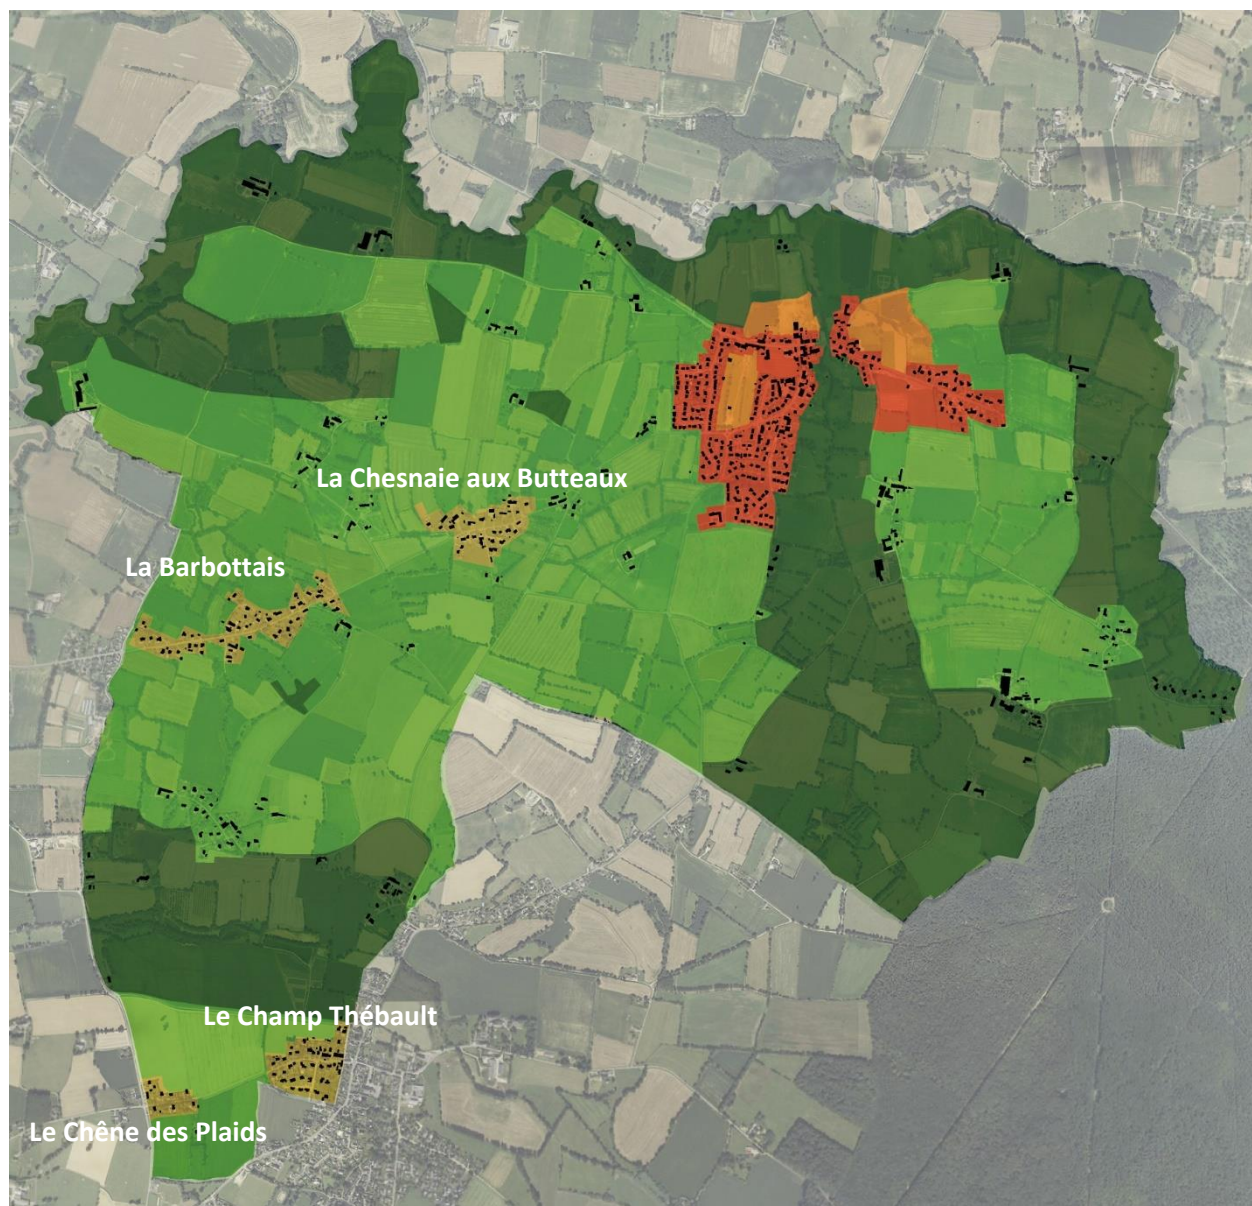 La Chesnaie aux Butteaux
La Barbottais
Le Champ Thébault
Le Chêne des Plaids